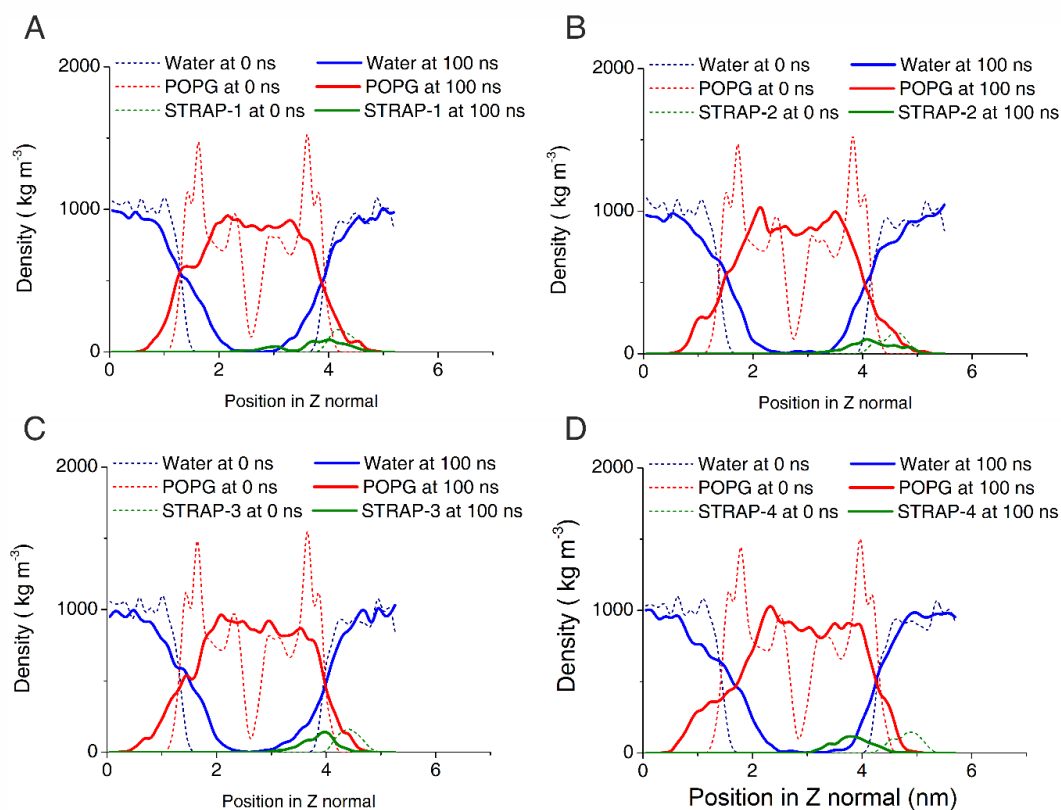 A
Water at 0 ns Water at 100 ns
POPG at 0 ns POPG at 100 ns
STRAP-1 at 0 ns STRAP-1 at 100 ns
2000
1000
0
Density ( kg m-3)
0 2 4 6
Position in Z normal
B
Water at 0 ns Water at 100 ns
POPG at 0 ns POPG at 100 ns
STRAP-2 at 0 ns STRAP-2 at 100 ns
2000
1000
0
Density ( kg m-3)
0 2 4 6
Position in Z normal
C
Water at 0 ns Water at 100 ns
POPG at 0 ns POPG at 100 ns
STRAP-3 at 0 ns STRAP-3 at 100 ns
2000
1000
0
Density ( kg m-3)
0 2 4 6
Position in Z normal
D
Water at 0 ns Water at 100 ns
POPG at 0 ns POPG at 100 ns
STRAP-4 at 0 ns STRAP-4 at 100 ns
2000
1000
0
Density ( kg m-3)
0 2 4 6
Position in Z normal (nm)